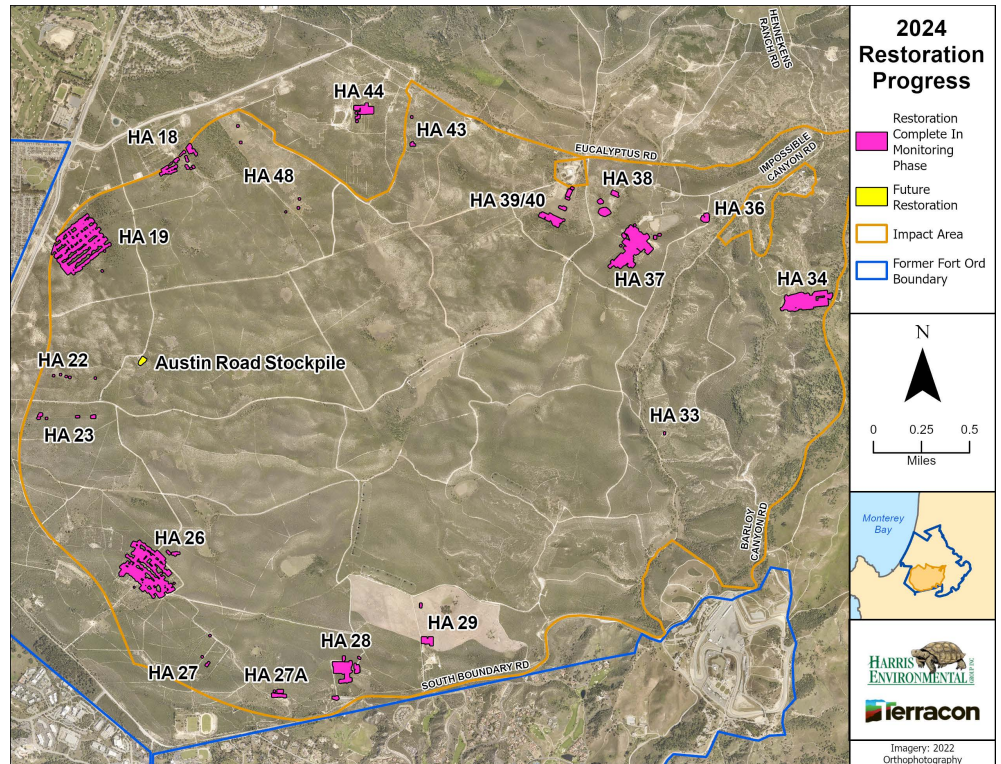 HENNEKENS
RANCH RD
HA 44
HA 43
HA 18
EUCALYPTUS RD
IMPOSSIBLE
CANYON RD
HA 48
HA 39/40
HA 38
HA 36
HA 19
HA 37
HA 34
HA 22
Austin Road Stockpile
HA 23
HA 33
BARLOY
CANYON RD
HA 26
HA 29
HA 28
HA 27
HA 27A
SOUTH BOUNDARY RD
2024
Restoration
Progress
Restoration
Complete In
Monitoring
Phase
Future
Restoration
Impact Area
Former Fort Ord
Boundary
N
0 0.25 0.5
Miles
Monterey
Bay
HARRIS
ENVIRONMENTAL
GROUP INC
Terracon
Imagery: 2022
Orthophotography